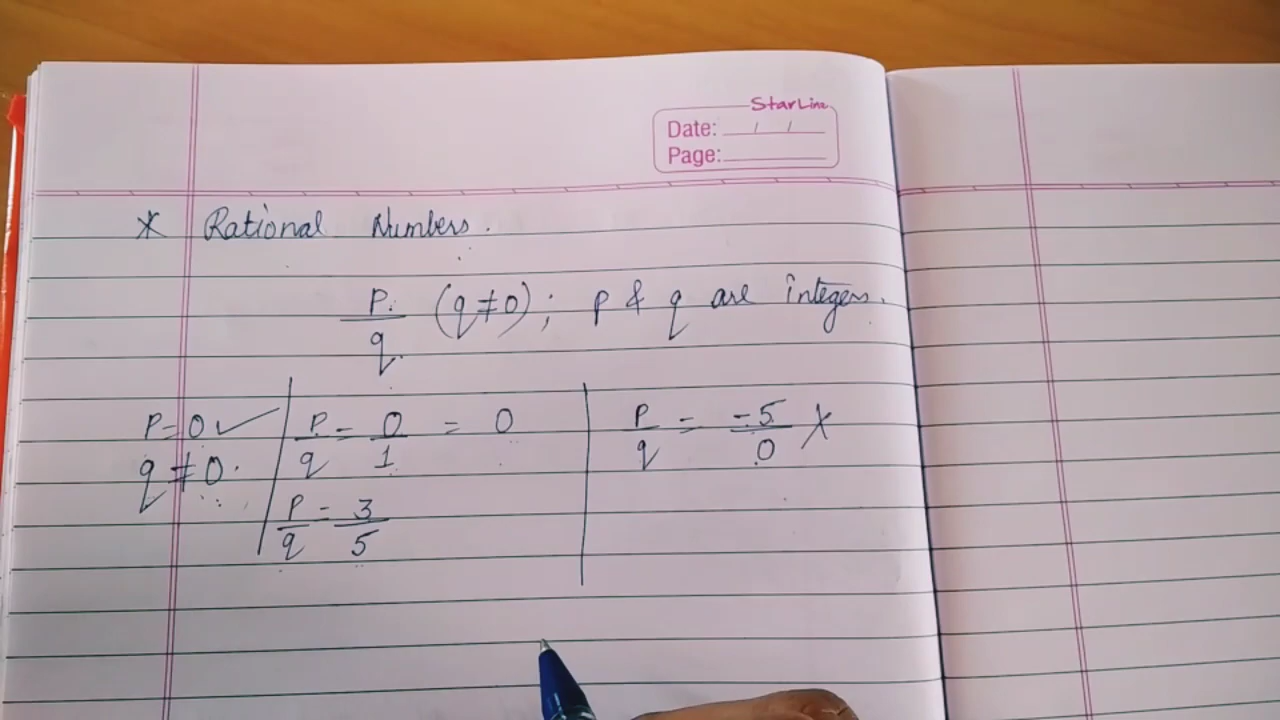 StarLine
Date: / /
Page:
* Rational Numbers.
p/q (q≠0); p & q are integers.
P=0 ✓
q≠0.
p/q = 0/1 = 0
p/q = 3/5
p/q = -5/0 ✗